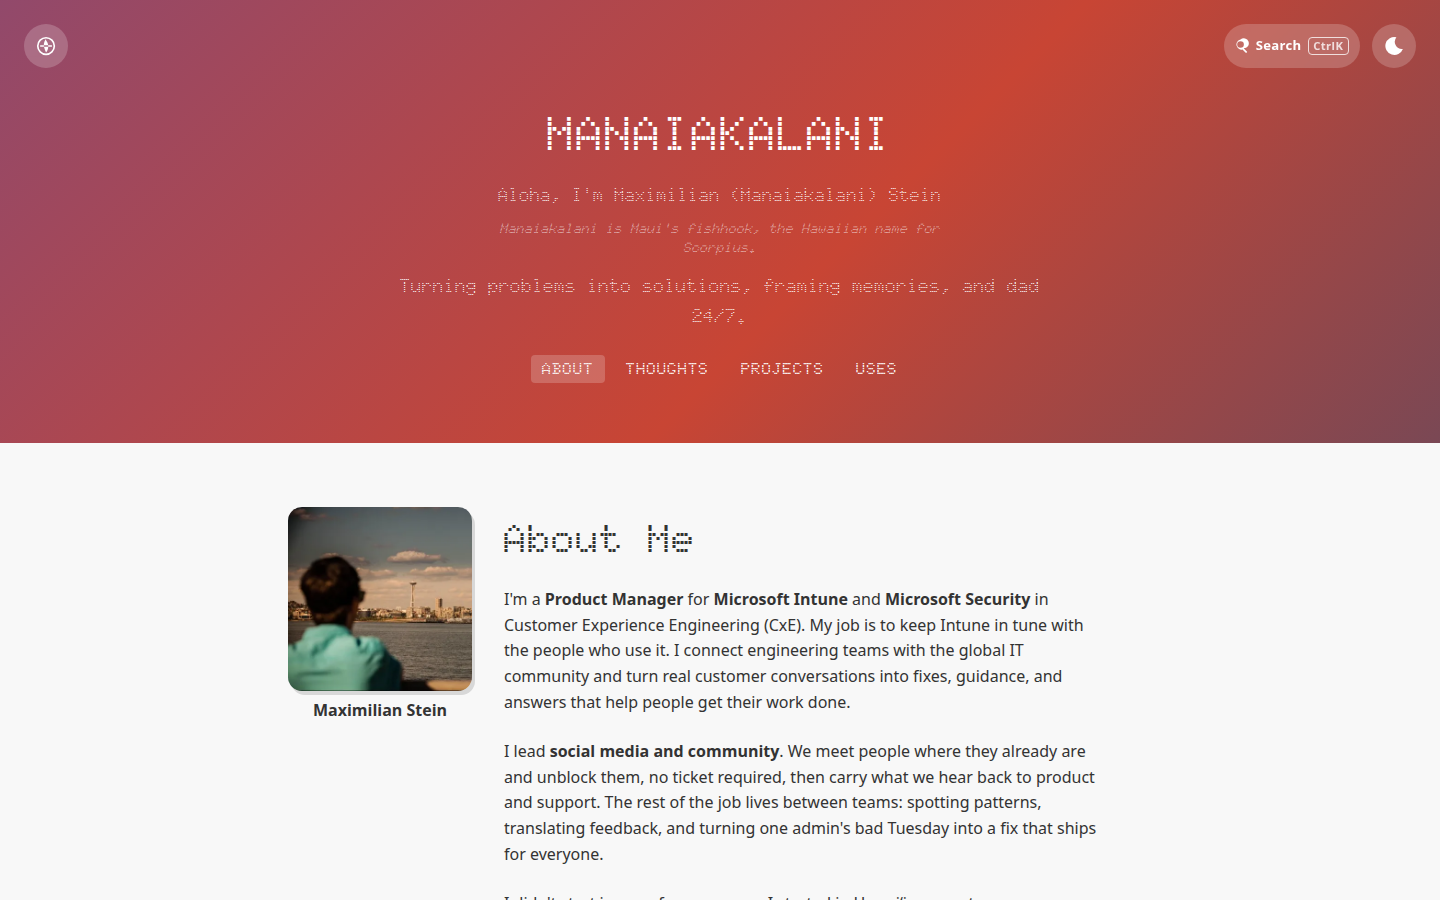 Search CtrlK
MANAIAKALANI
Aloha, I'm Maximilian (Manaiakalani) Stein
Manaiakalani is Maui's fishhook, the Hawaiian name for
Scorpius.
Turning problems into solutions, framing memories, and dad
24/7.
ABOUT THOUGHTS PROJECTS USES
About Me
I'm a Product Manager for Microsoft Intune and Microsoft Security in
Customer Experience Engineering (CxE). My job is to keep Intune in tune with
the people who use it. I connect engineering teams with the global IT
community and turn real customer conversations into fixes, guidance, and
answers that help people get their work done.
Maximilian Stein
I lead social media and community. We meet people where they already are
and unblock them, no ticket required, then carry what we hear back to product
and support. The rest of the job lives between teams: spotting patterns,
translating feedback, and turning one admin's bad Tuesday into a fix that ships
for everyone.